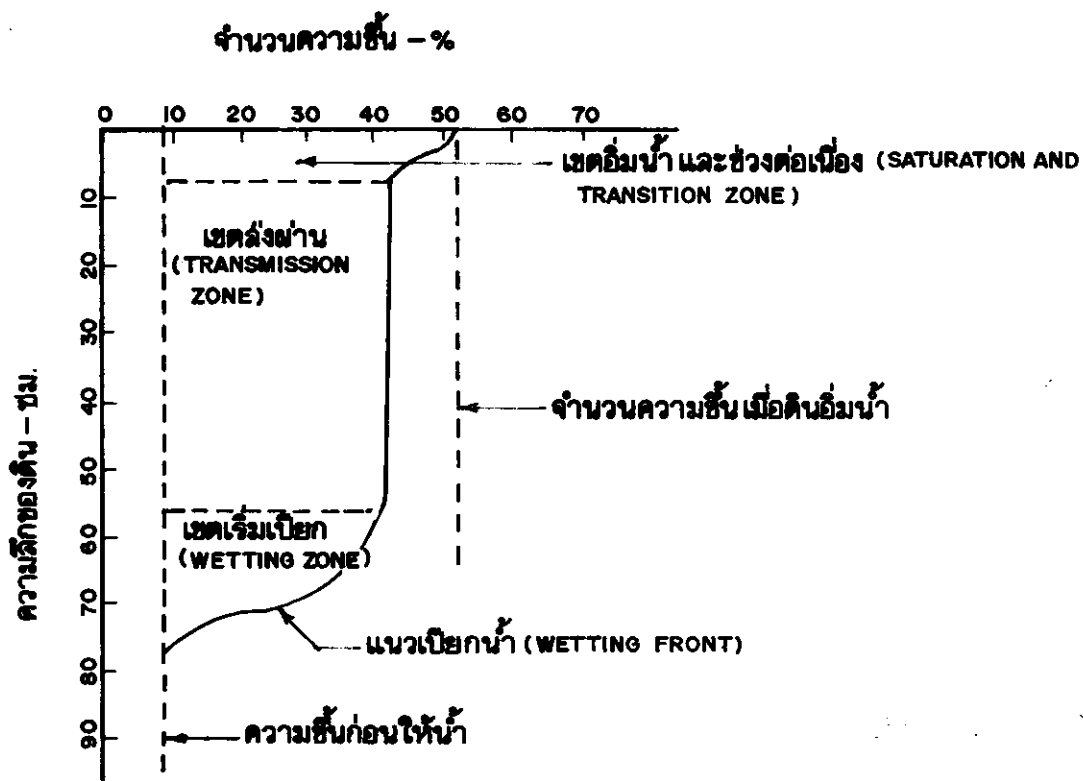 จำนวนความชื้น - %
0 10 20 30 40 50 60 70
เขตอิ่มน้ำ และช่วงต่อเนื่อง (SATURATION AND
TRANSITION ZONE)
10
เขตส่งผ่าน
(TRANSMISSION
ZONE)
20
30
40
จำนวนความชื้นเมื่อดินอิ่มน้ำ
50
เขตเริ่มเปียก
60
(WETTING ZONE)
70
แนวเปียกน้ำ (WETTING FRONT)
80
ความชื้นก่อนให้น้ำ
90
ความลึกของดิน - ซม.